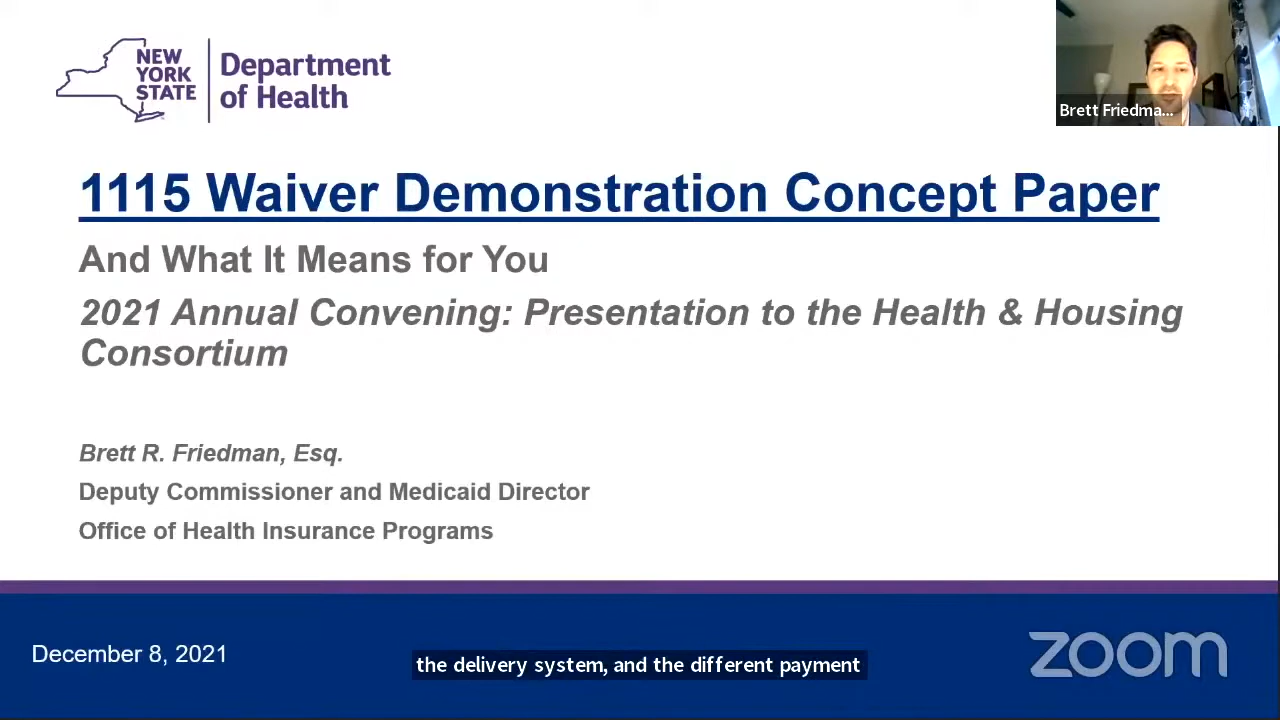 NEW
YORK
STATE
Department
of Health
Brett Friedma...
1115 Waiver Demonstration Concept Paper
And What It Means for You
2021 Annual Convening: Presentation to the Health & Housing
Consortium
Brett R. Friedman, Esq.
Deputy Commissioner and Medicaid Director
Office of Health Insurance Programs
December 8, 2021
the delivery system, and the different payment
zoom